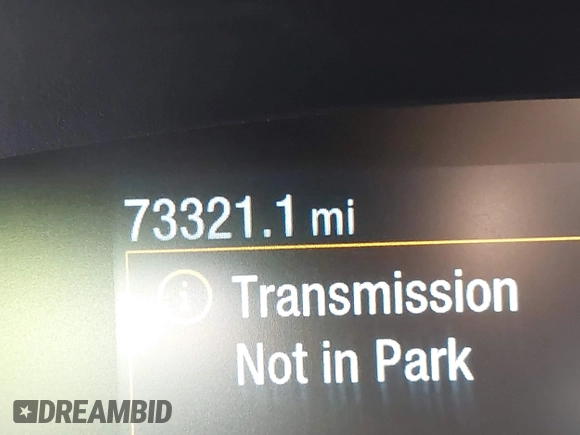 73321.1 mi
Transmission
Not in Park
DREAMBID